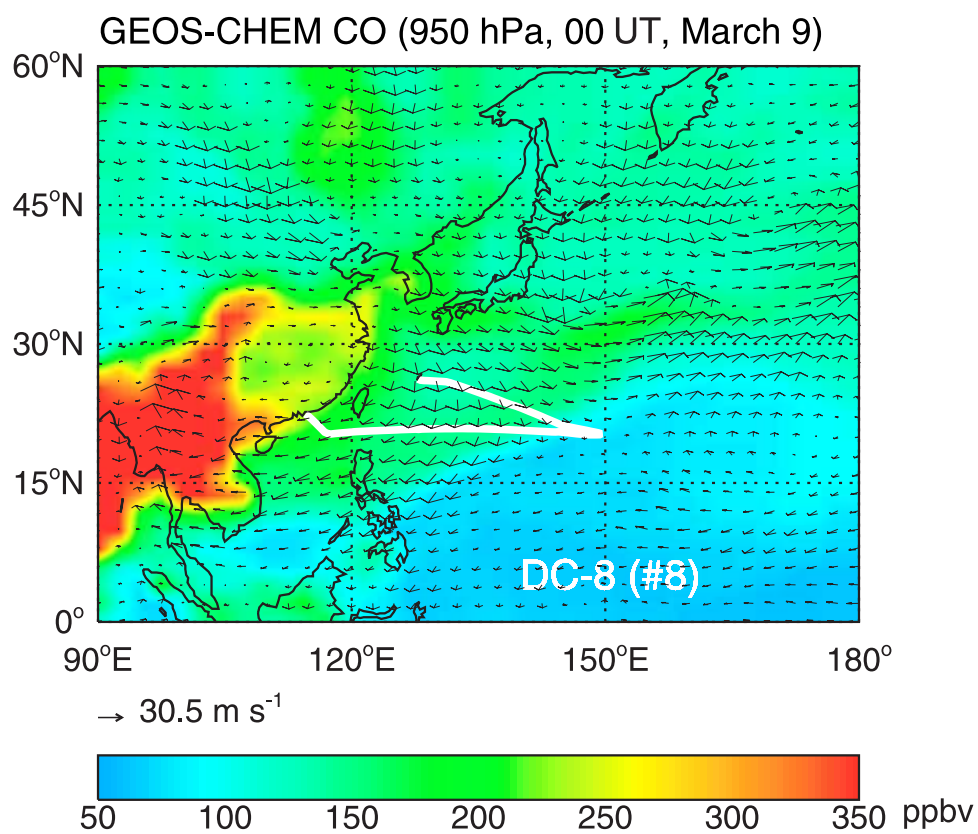 GEOS-CHEM CO (950 hPa, 00 UT, March 9)
60°N
45°N
30°N
15°N
0°
DC-8 (#8)
90°E 120°E 150°E 180°
30.5 m s⁻¹
50 100 150 200 250 300 350 ppbv